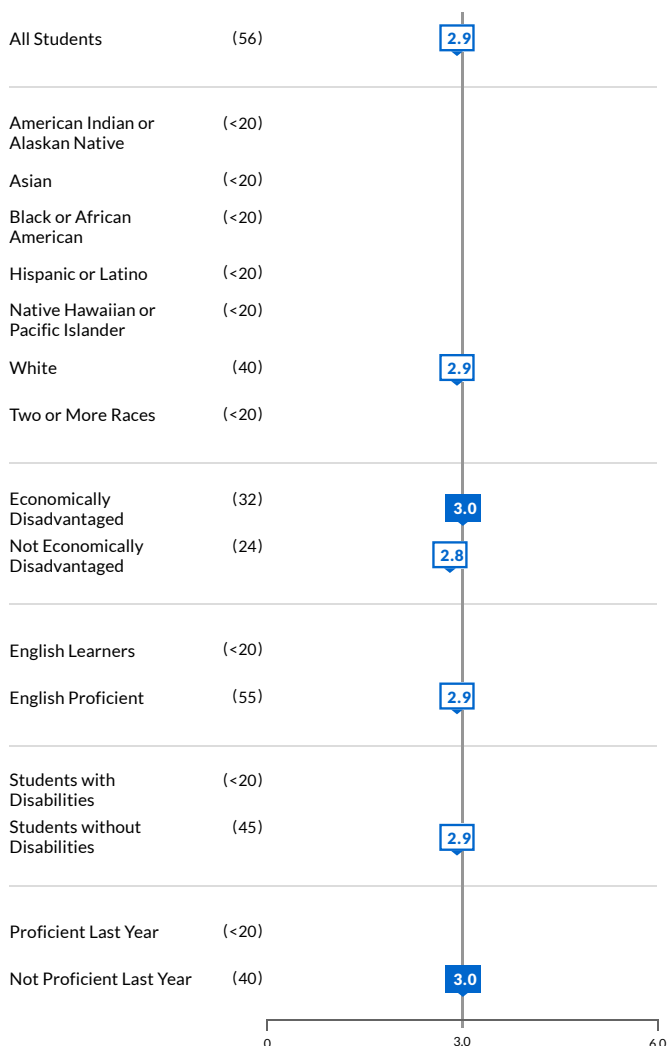 All Students (56) 2.9
American Indian or (<20)
Alaskan Native
Asian (<20)
Black or African (<20)
American
Hispanic or Latino (<20)
Native Hawaiian or (<20)
Pacific Islander
White (40) 2.9
Two or More Races (<20)
Economically (32) 3.0
Disadvantaged
Not Economically (24) 2.8
Disadvantaged
English Learners (<20)
English Proficient (55) 2.9
Students with (<20)
Disabilities
Students without (45) 2.9
Disabilities
Proficient Last Year (<20)
Not Proficient Last Year (40) 3.0
0 3.0 6.0